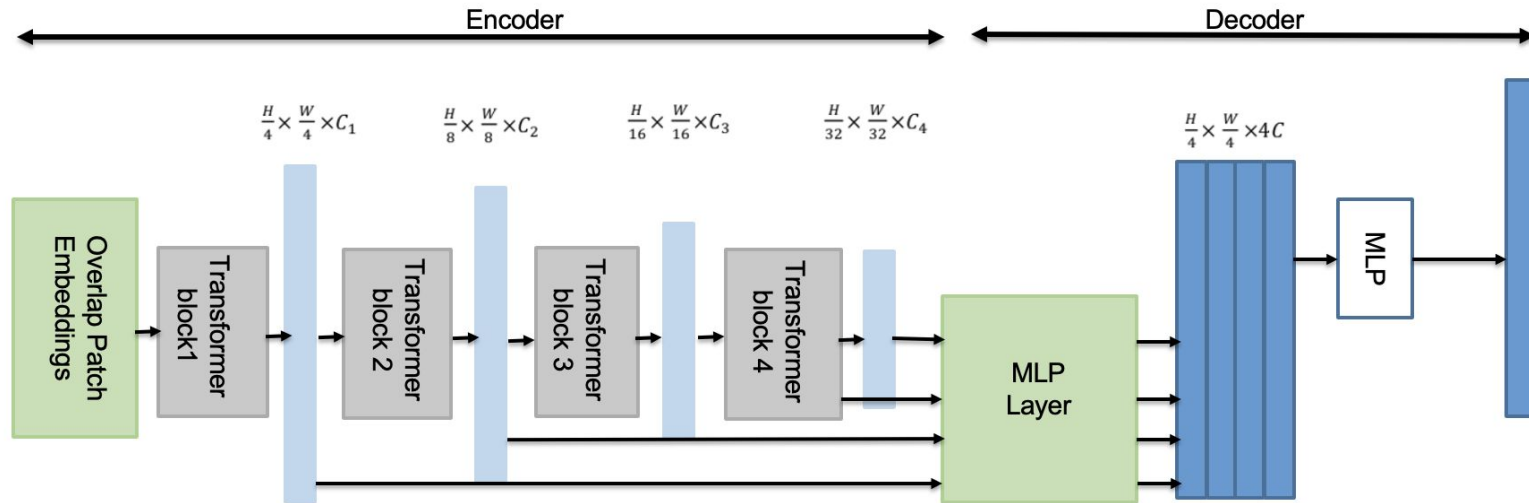 Encoder
Decoder
H/4 × W/4 ×C₁
H/8 × W/8 ×C₂
H/16 × W/16 ×C₃
H/32 × W/32 ×C₄
H/4 × W/4 ×4C
Overlap Patch
Embeddings
Transformer
block1
Transformer
block 2
Transformer
block 3
Transformer
block 4
MLP
Layer
MLP